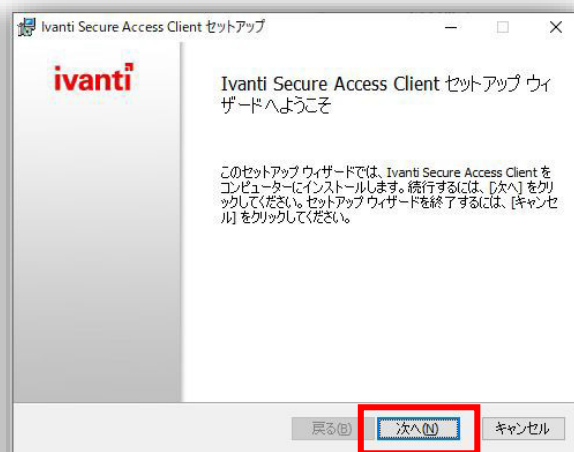 Ivanti Secure Access Client セットアップ
ivanti
Ivanti Secure Access Client セットアップ ウィ
ザードへようこそ
このセットアップ ウィザードでは、Ivanti Secure Access Client を
コンピューターにインストールします。続行するには、[次へ] をクリ
ックしてください。セットアップ ウィザードを終了するには、[キャンセ
ル] をクリックしてください。
戻る(B) 次へ(N) キャンセル